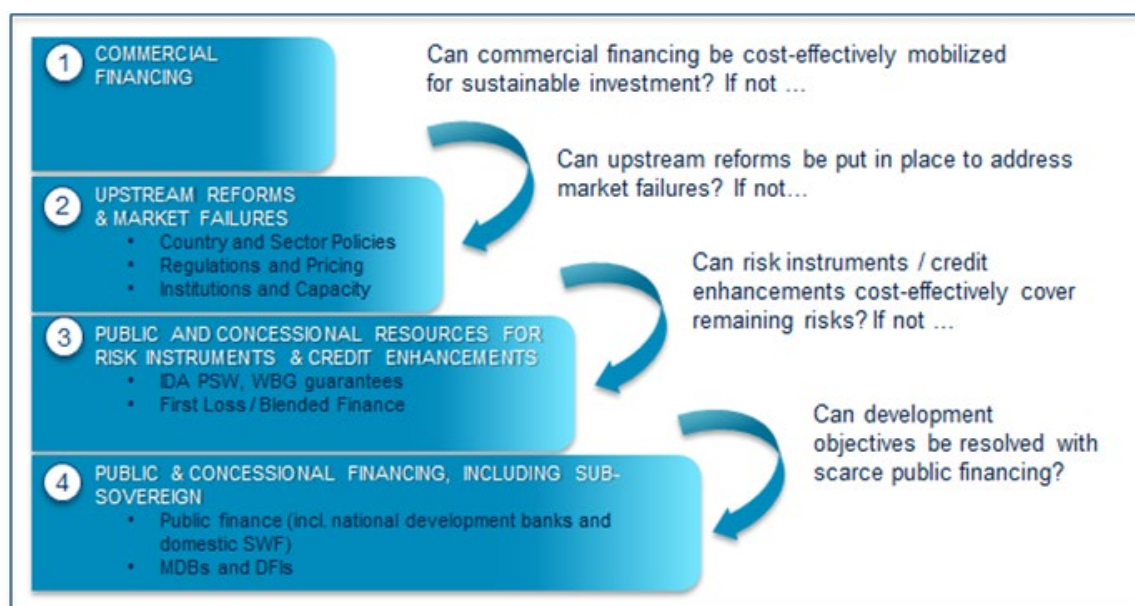 1
COMMERCIAL
FINANCING
Can commercial financing be cost-effectively mobilized
for sustainable investment? If not ...
Can upstream reforms be put in place to address
market failures? If not...
2
UPSTREAM REFORMS
& MARKET FAILURES
• Country and Sector Policies
• Regulations and Pricing
• Institutions and Capacity
Can risk instruments / credit
enhancements cost-effectively cover
remaining risks? If not ...
3
PUBLIC AND CONCESSIONAL RESOURCES FOR
RISK INSTRUMENTS & CREDIT ENHANCEMENTS
• IDA PSW, WBG guarantees
• First Loss / Blended Finance
Can development
objectives be resolved with
scarce public financing?
4
PUBLIC & CONCESSIONAL FINANCING, INCLUDING SUB-
SOVEREIGN
• Public finance (incl. national development banks and
domestic SWF)
• MDBs and DFIs